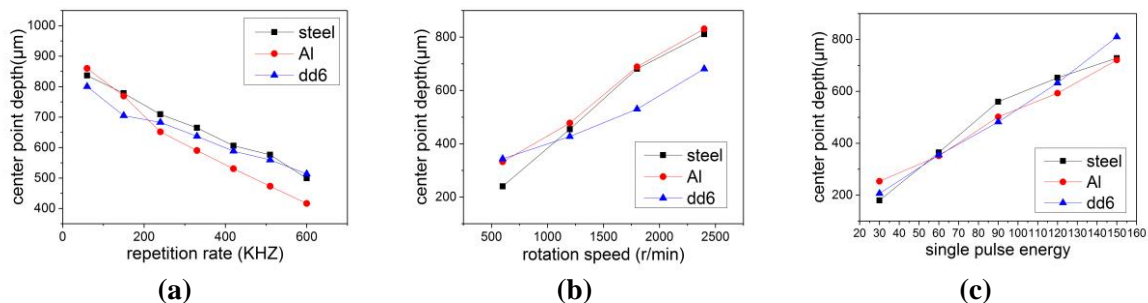 center point depth(μm)
1000
900
800
700
600
500
400
steel
Al
dd6
0
200
400
600
repetition rate (KHZ)
(a)
center point depth(μm)
800
600
400
200
steel
Al
dd6
500
1000
1500
2000
2500
rotation speed (r/min)
(b)
center point depth(μm)
800
600
400
200
steel
Al
dd6
20 30 40 50 60 70 80 90 100 110 120 130 140 150 160
single pulse energy
(c)